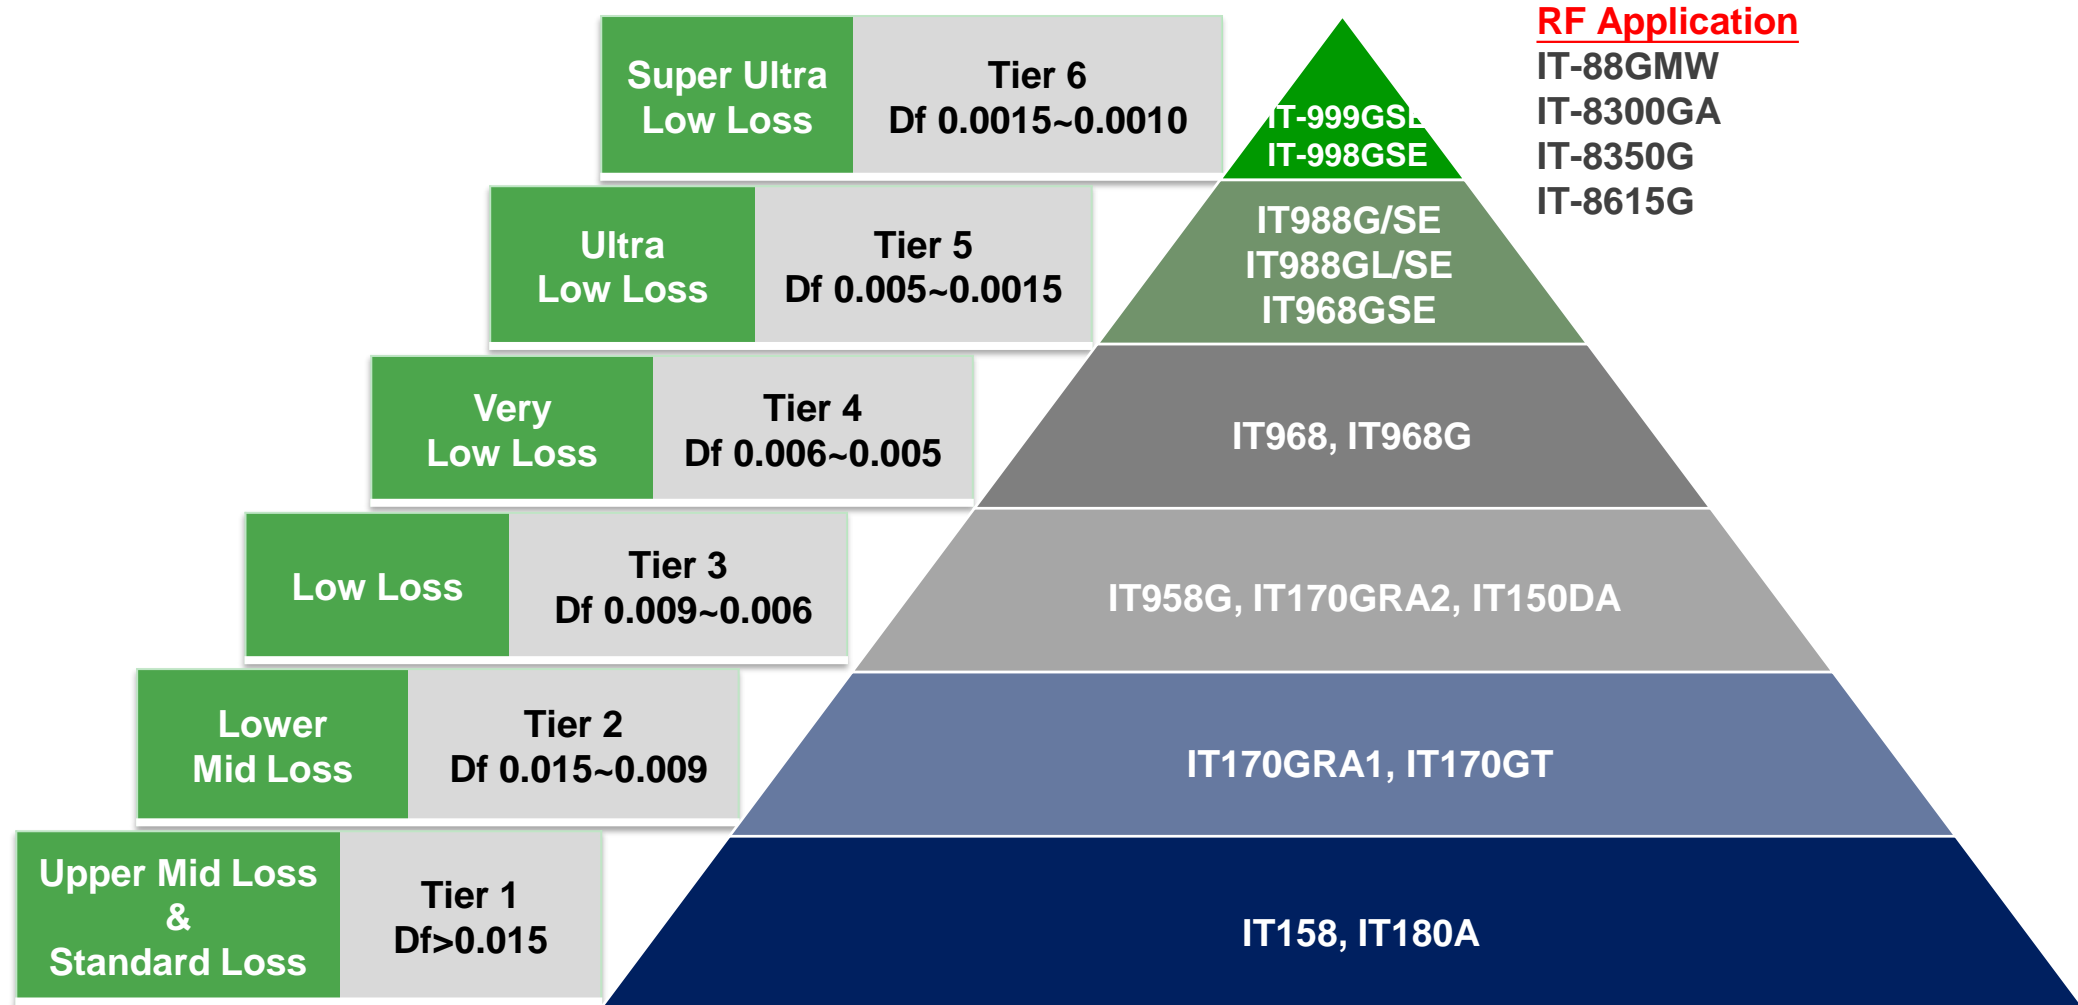 RF Application
IT-88GMW
IT-8300GA
IT-8350G
IT-8615G
Super Ultra
Low Loss
Tier 6
Df 0.0015~0.0010
IT-999GSE
IT-998GSE
Ultra
Low Loss
Tier 5
Df 0.005~0.0015
IT988G/SE
IT988GL/SE
IT968GSE
Very
Low Loss
Tier 4
Df 0.006~0.005
IT968, IT968G
Low Loss
Tier 3
Df 0.009~0.006
IT958G, IT170GRA2, IT150DA
Lower
Mid Loss
Tier 2
Df 0.015~0.009
IT170GRA1, IT170GT
Upper Mid Loss
&
Standard Loss
Tier 1
Df>0.015
IT158, IT180A